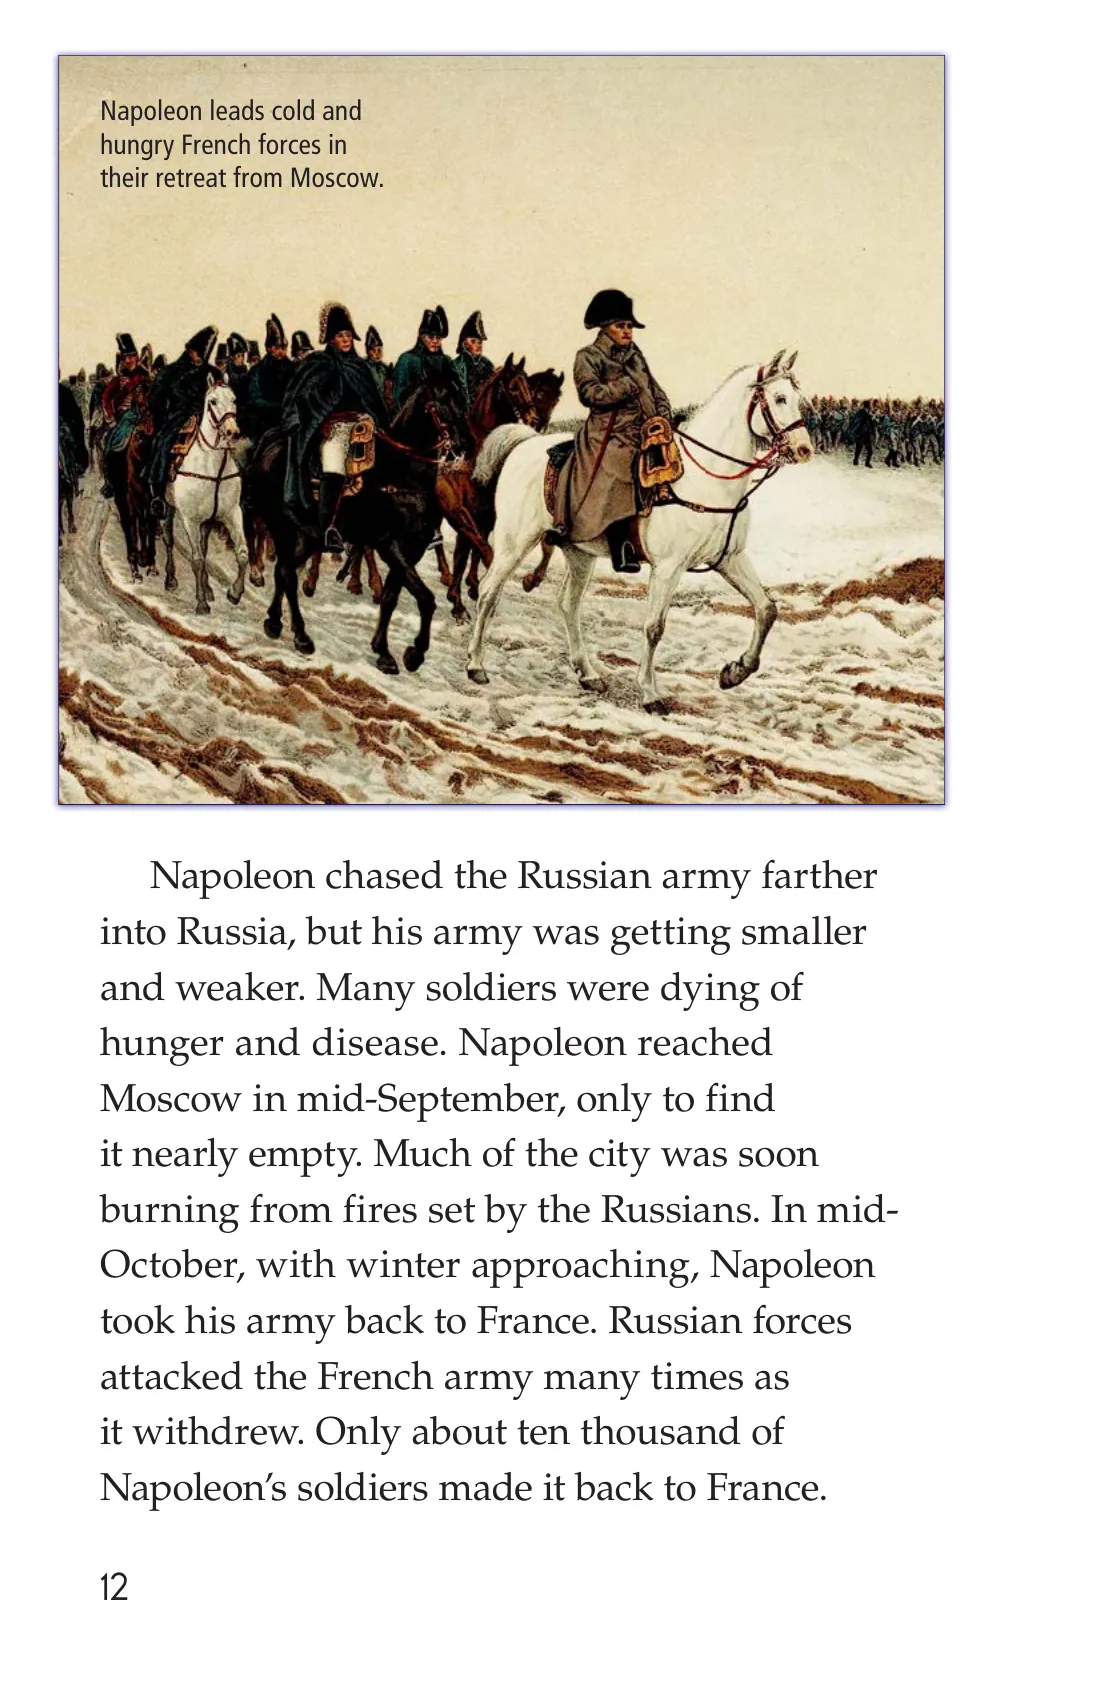 Napoleon leads cold and
hungry French forces in
their retreat from Moscow.
Napoleon chased the Russian army farther
into Russia, but his army was getting smaller
and weaker. Many soldiers were dying of
hunger and disease. Napoleon reached
Moscow in mid-September, only to find
it nearly empty. Much of the city was soon
burning from fires set by the Russians. In mid-
October, with winter approaching, Napoleon
took his army back to France. Russian forces
attacked the French army many times as
it withdrew. Only about ten thousand of
Napoleon’s soldiers made it back to France.
12